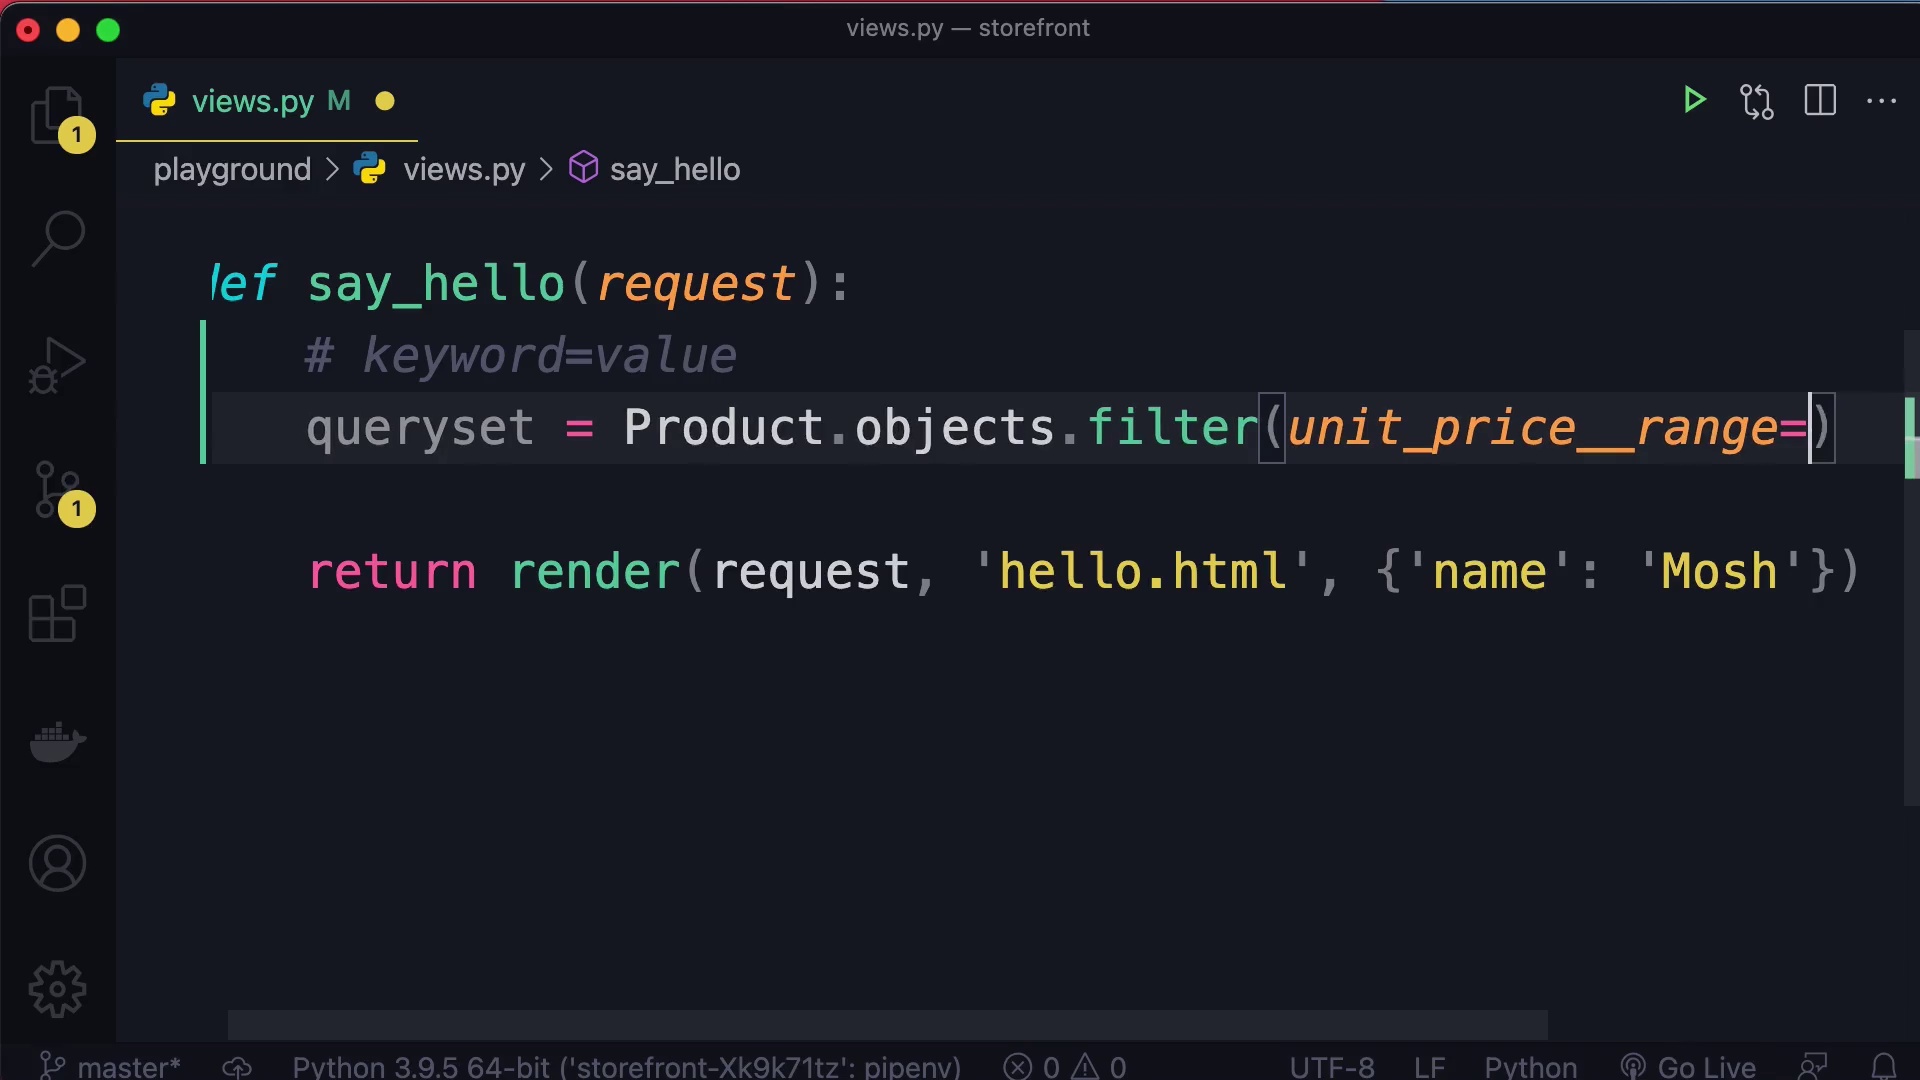 views.py — storefront
views.py M
1
playground > views.py > say_hello
def say_hello(request):
# keyword=value
queryset = Product.objects.filter(unit_price__range=)
1
return render(request, 'hello.html', {'name': 'Mosh'})
master* Python 3.9.5 64-bit ('storefront-Xk9k71tz': pipenv) 0 0 UTF-8 LF Python Go Live